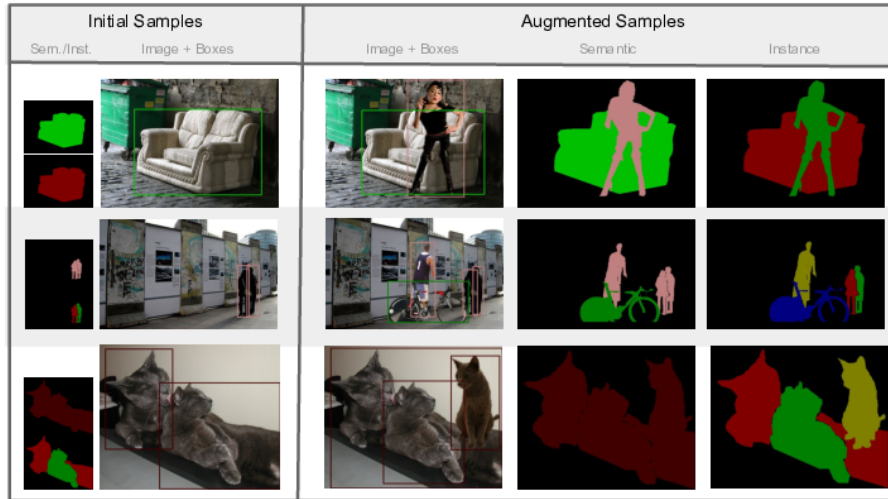 Initial Samples
Augmented Samples
Sem./Inst.
Image + Boxes
Image + Boxes
Semantic
Instance